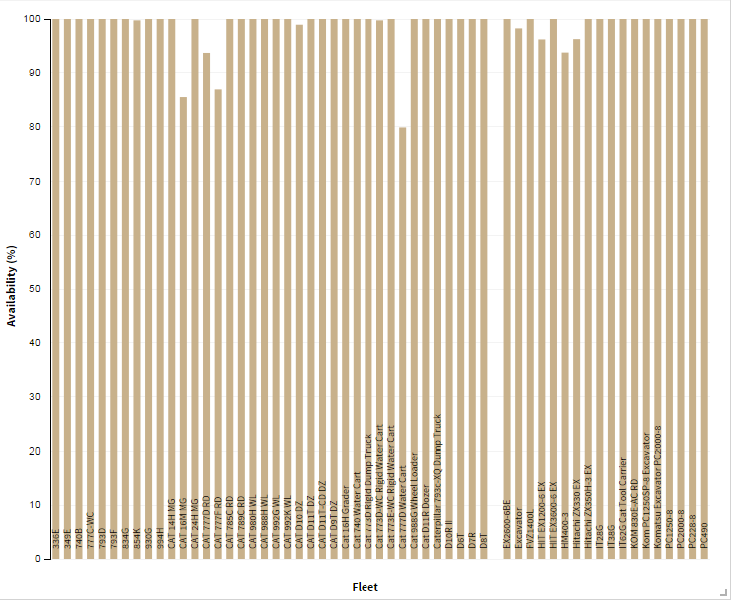 100
90
80
70
60
50
40
30
20
10
0
Availability (%)
336E
349E
740B
777C-WC
793D
793F
834G
854K
930G
994H
CAT 14H MG
CAT 16M MG
CAT 24H MG
CAT 777D RD
CAT 777F RD
CAT 785C RD
CAT 789C RD
CAT 980H WL
CAT 988H WL
CAT 992G WL
CAT 992K WL
CAT D10 DZ
CAT D11T DZ
CAT D11T-CD DZ
CAT D9T DZ
Cat 16H Grader
Cat 740 Water Cart
Cat 773D Rigid Dump Truck
Cat 773D-WC Rigid Water Cart
Cat 773E-WC Rigid Water Cart
Cat 777D Water Cart
Cat 988G Wheel Loader
Cat D11R Dozer
Caterpillar 793c-XQ Dump Truck
D10R II
D6T
D7R
D8T
EX2600-6BE
Excavator
FVZ1400L
HIT EX1200-6 EX
HIT EX3600-6 EX
HM400-3
Hitachi ZX330 EX
Hitachi ZX350H-3 EX
IT28G
IT38G
IT62G Cat Tool Carrier
KOM 830E-AC RD
Kom PC1250SP-8 Excavator
Komatsu Excavator PC2000-8
PC1250-8
PC2000-8
PC228-8
PC490
Fleet